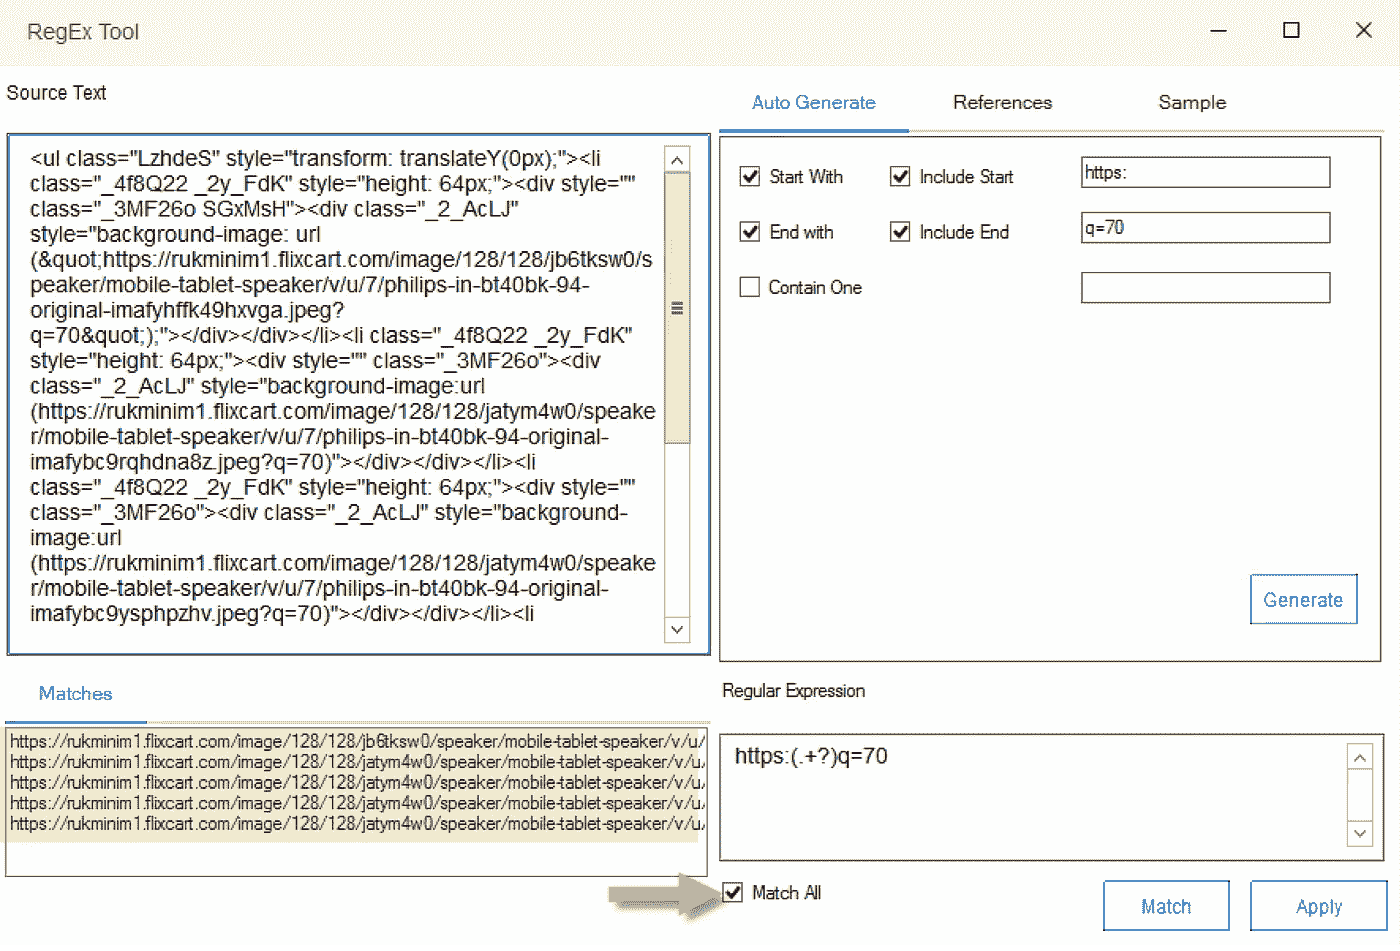 RegEx Tool
Source Text
<ul class="LzhdeS" style="transform: translateY(0px);"><li
class="_4f8Q22 _2y_FdK" style="height: 64px;"><div style=""
class="_3MF26o SGxMsH"><div class="_2_AcLJ"
style="background-image: url
(&quot;https://rukminim1.flixcart.com/image/128/128/jb6tksw0/s
peaker/mobile-tablet-speaker/v/u/7/philips-in-bt40bk-94-
original-imafyhffk49hxvga.jpeg?
q=70&quot;);"></div></div></li><li class="_4f8Q22 _2y_FdK"
style="height: 64px;"><div style="" class="_3MF26o"><div
class="_2_AcLJ" style="background-image:url
(https://rukminim1.flixcart.com/image/128/128/jatym4w0/speake
r/mobile-tablet-speaker/v/u/7/philips-in-bt40bk-94-original-
imafybc9rqhdna8z.jpeg?q=70)"></div></div></li><li
class="_4f8Q22 _2y_FdK" style="height: 64px;"><div style=""
class="_3MF26o"><div class="_2_AcLJ" style="background-
image:url
(https://rukminim1.flixcart.com/image/128/128/jatym4w0/speake
r/mobile-tablet-speaker/v/u/7/philips-in-bt40bk-94-original-
imafybc9ysphpzhv.jpeg?q=70)"></div></div></li><li
Auto Generate References Sample
Start With Include Start https:
End with Include End q=70
Contain One
Generate
Matches
https://rukminim1.flixcart.com/image/128/128/jb6tksw0/speaker/mobile-tablet-speaker/v/u/
https://rukminim1.flixcart.com/image/128/128/jatym4w0/speaker/mobile-tablet-speaker/v/u/
https://rukminim1.flixcart.com/image/128/128/jatym4w0/speaker/mobile-tablet-speaker/v/u/
https://rukminim1.flixcart.com/image/128/128/jatym4w0/speaker/mobile-tablet-speaker/v/u/
https://rukminim1.flixcart.com/image/128/128/jatym4w0/speaker/mobile-tablet-speaker/v/u/
Regular Expression
https:(.+?)q=70
Match All
Match Apply